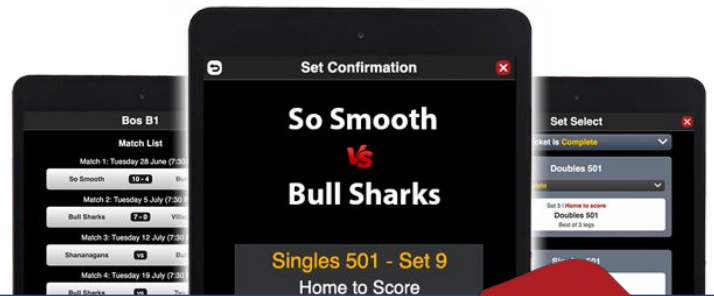 Bos B1
Match List
Match 1: Tuesday 28 June (7:30
So Smooth 10 - 4
Match 2: Tuesday 5 July (7:30
Bull Sharks 7 - 0
Match 3: Tuesday 12 July (7:30
Shananagans vs
Match 4: Tuesday 19 July (7:30
Bull Sharks vs
Set Confirmation
So Smooth
Vs
Bull Sharks
Singles 501 - Set 9
Home to Score
Set Select
is Complete
Doubles 501
Set 5 | Home to score
Doubles 501
Best of 3 legs